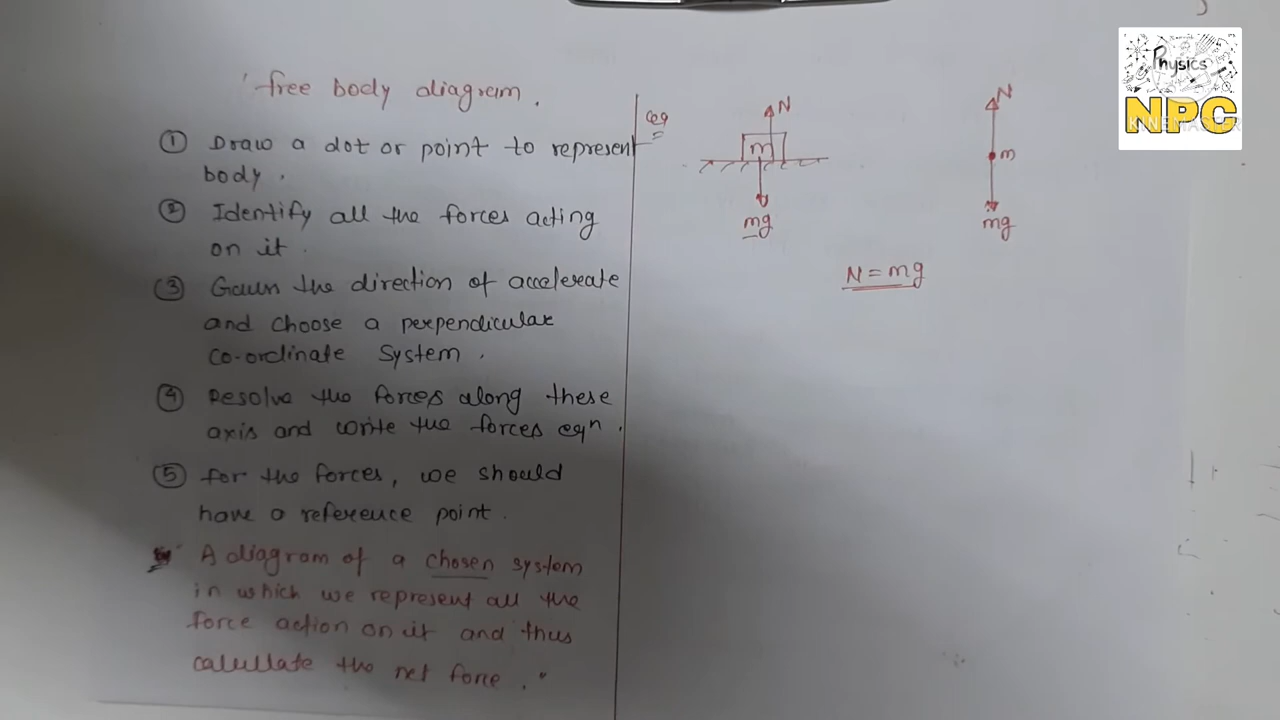 free body diagram.
① Draw a dot or point to represent
body.
② Identify all the forces acting
on it.
③ the direction of accelerate
and choose a perpendicular
co-ordinate system.
④ Resolve the forces along these
axis and write the forces eqn.
⑤ for the forces, we should
have a reference point.
A diagram of a chosen system
in which we represent all the
force action on it and thus
calullate the net force."
eg
N
m
mg
N
m
mg
N = mg
Physics
NPC